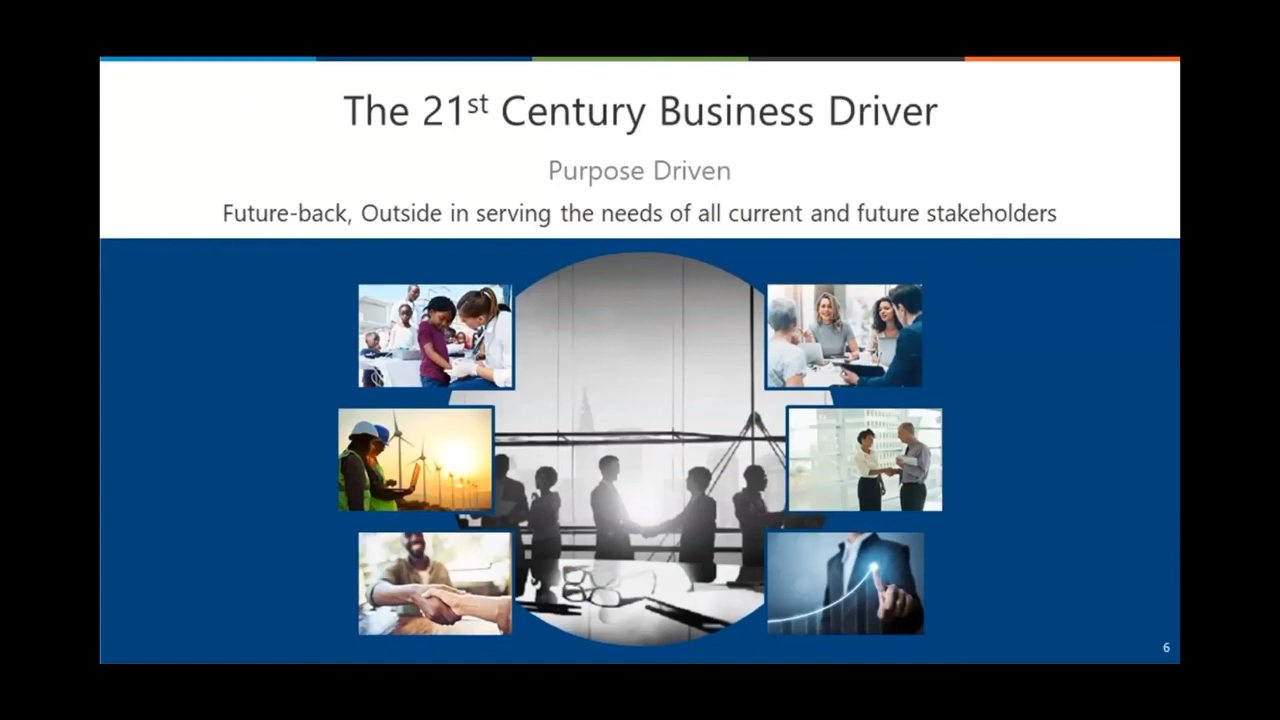 The 21st Century Business Driver
Purpose Driven
Future-back, Outside in serving the needs of all current and future stakeholders
6